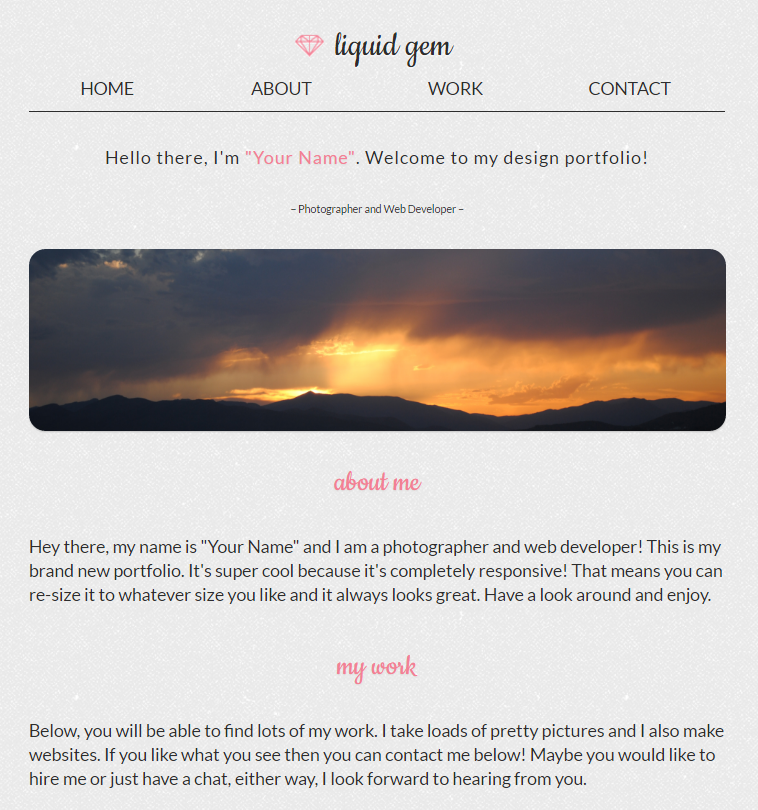 liquid gem
HOME ABOUT WORK CONTACT
Hello there, I'm "Your Name". Welcome to my design portfolio!
– Photographer and Web Developer –
about me
Hey there, my name is "Your Name" and I am a photographer and web developer! This is my
brand new portfolio. It's super cool because it's completely responsive! That means you can
re-size it to whatever size you like and it always looks great. Have a look around and enjoy.
my work
Below, you will be able to find lots of my work. I take loads of pretty pictures and I also make
websites. If you like what you see then you can contact me below! Maybe you would like to
hire me or just have a chat, either way, I look forward to hearing from you.